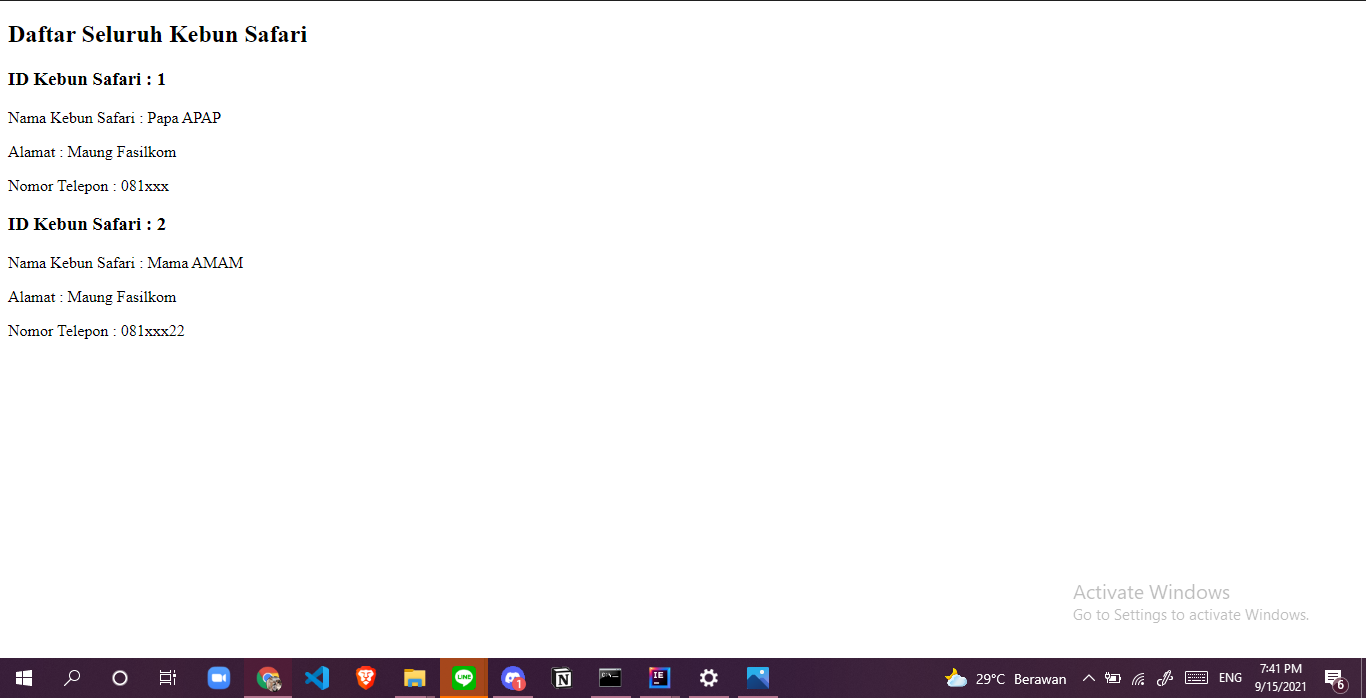 Daftar Seluruh Kebun Safari
ID Kebun Safari : 1
Nama Kebun Safari : Papa APAP
Alamat : Maung Fasilkom
Nomor Telepon : 081xxx
ID Kebun Safari : 2
Nama Kebun Safari : Mama AMAM
Alamat : Maung Fasilkom
Nomor Telepon : 081xxx22
Activate Windows
Go to Settings to activate Windows.
LINE
1
IE
29°C Berawan
ENG
7:41 PM
9/15/2021
6